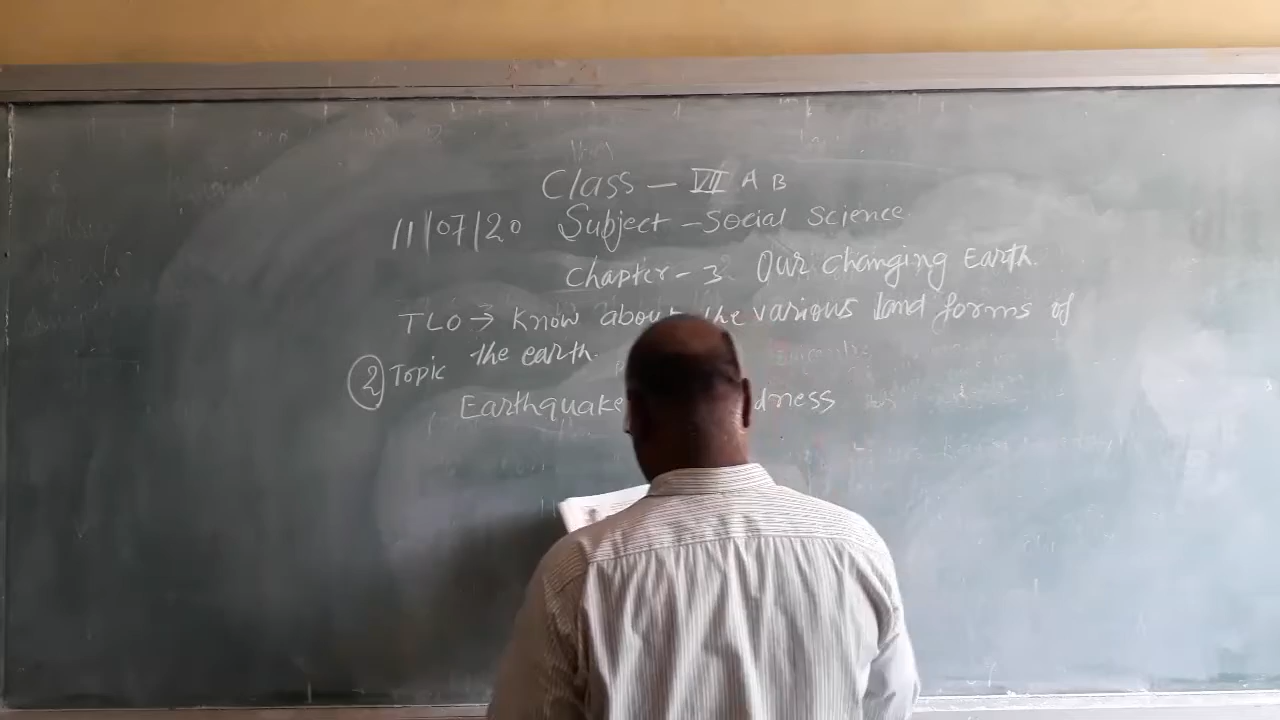 Class - VII A B
11/07/20 Subject - Social Science
Chapter - 3 Our Changing Earth.
TLO → Know about the various land forms of
the earth.
② Topic
Earthquake dness